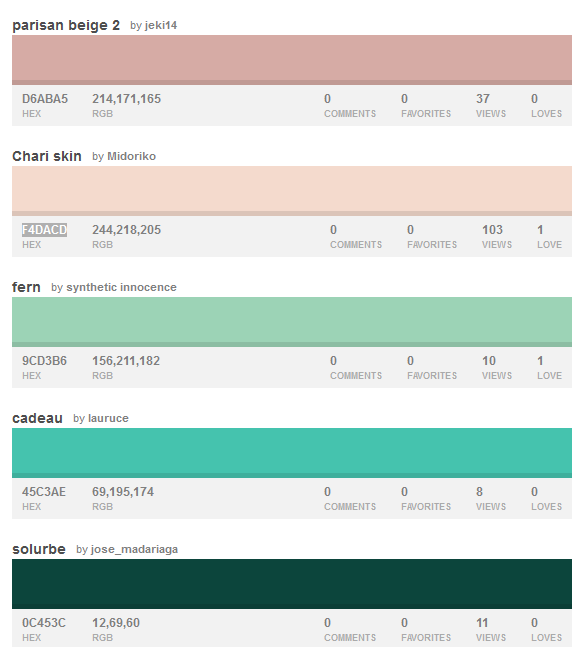 parisan beige 2 by jeki14
D6ABA5 214,171,165 0 0 37 0
HEX RGB COMMENTS FAVORITES VIEWS LOVES
Chari skin by Midoriko
F4DACD 244,218,205 0 0 103 1
HEX RGB COMMENTS FAVORITES VIEWS LOVE
fern by synthetic innocence
9CD3B6 156,211,182 0 0 10 1
HEX RGB COMMENTS FAVORITES VIEWS LOVE
cadeau by lauruce
45C3AE 69,195,174 0 0 8 0
HEX RGB COMMENTS FAVORITES VIEWS LOVES
solurbe by jose_madariaga
0C453C 12,69,60 0 0 11 0
HEX RGB COMMENTS FAVORITES VIEWS LOVES